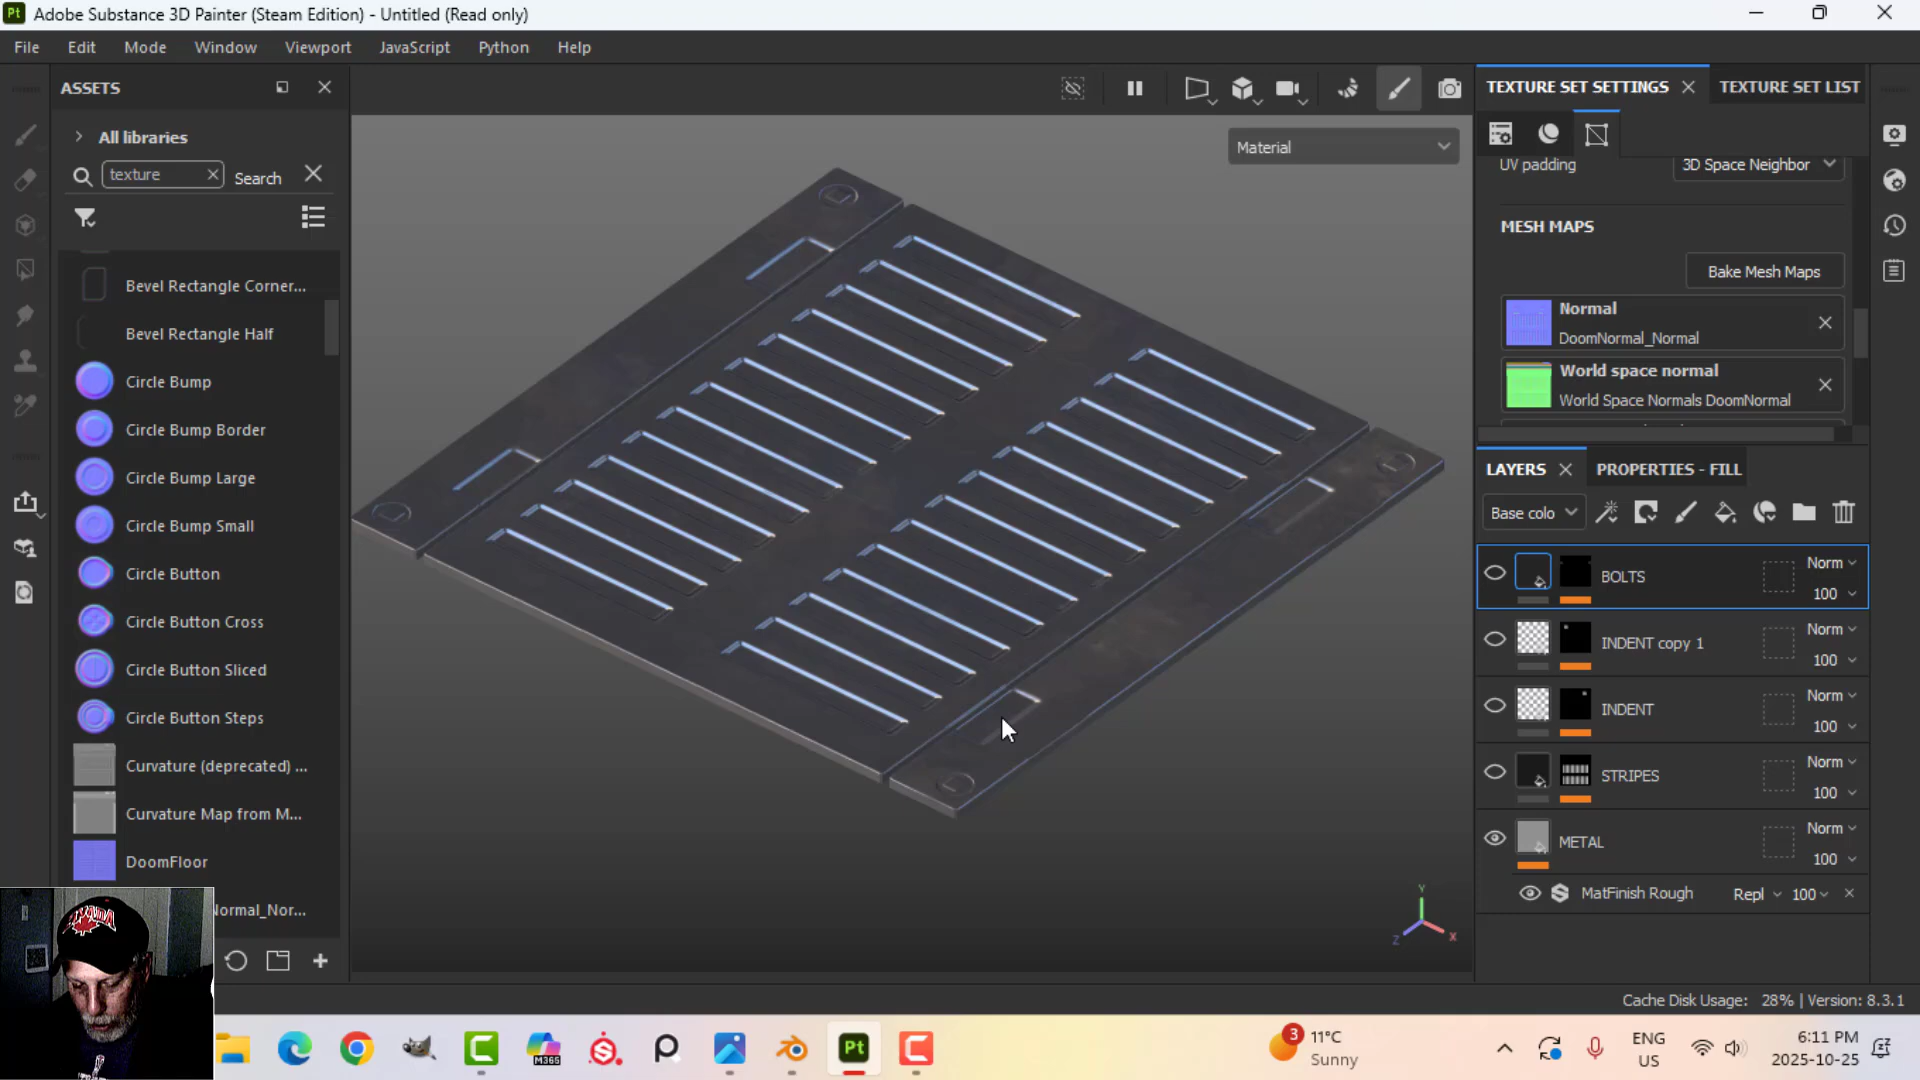 Pt Adobe Substance 3D Painter (Steam Edition) - Untitled (Read only)
File Edit Mode Window Viewport JavaScript Python Help
ASSETS
All libraries
texture
Search
Bevel Rectangle Corner...
Bevel Rectangle Half
Circle Bump
Circle Bump Border
Circle Bump Large
Circle Bump Small
Circle Button
Circle Button Cross
Circle Button Sliced
Circle Button Steps
Curvature (deprecated) ...
Curvature Map from M...
DoomFloor
Normal_Nor...
Material
Y
Z
X
TEXTURE SET SETTINGS
TEXTURE SET LIST
UV padding
3D Space Neighbor
MESH MAPS
Bake Mesh Maps
Normal
DoomNormal_Normal
World space normal
World Space Normals DoomNormal
LAYERS
PROPERTIES - FILL
Base colo
BOLTS
Norm
100
INDENT copy 1
Norm
100
INDENT
Norm
100
STRIPES
Norm
100
METAL
Norm
100
MatFinish Rough
Repl
100
Cache Disk Usage: 28% | Version: 8.3.1
M365
Pt
3
11°C
Sunny
ENG
US
6:11 PM
2025-10-25